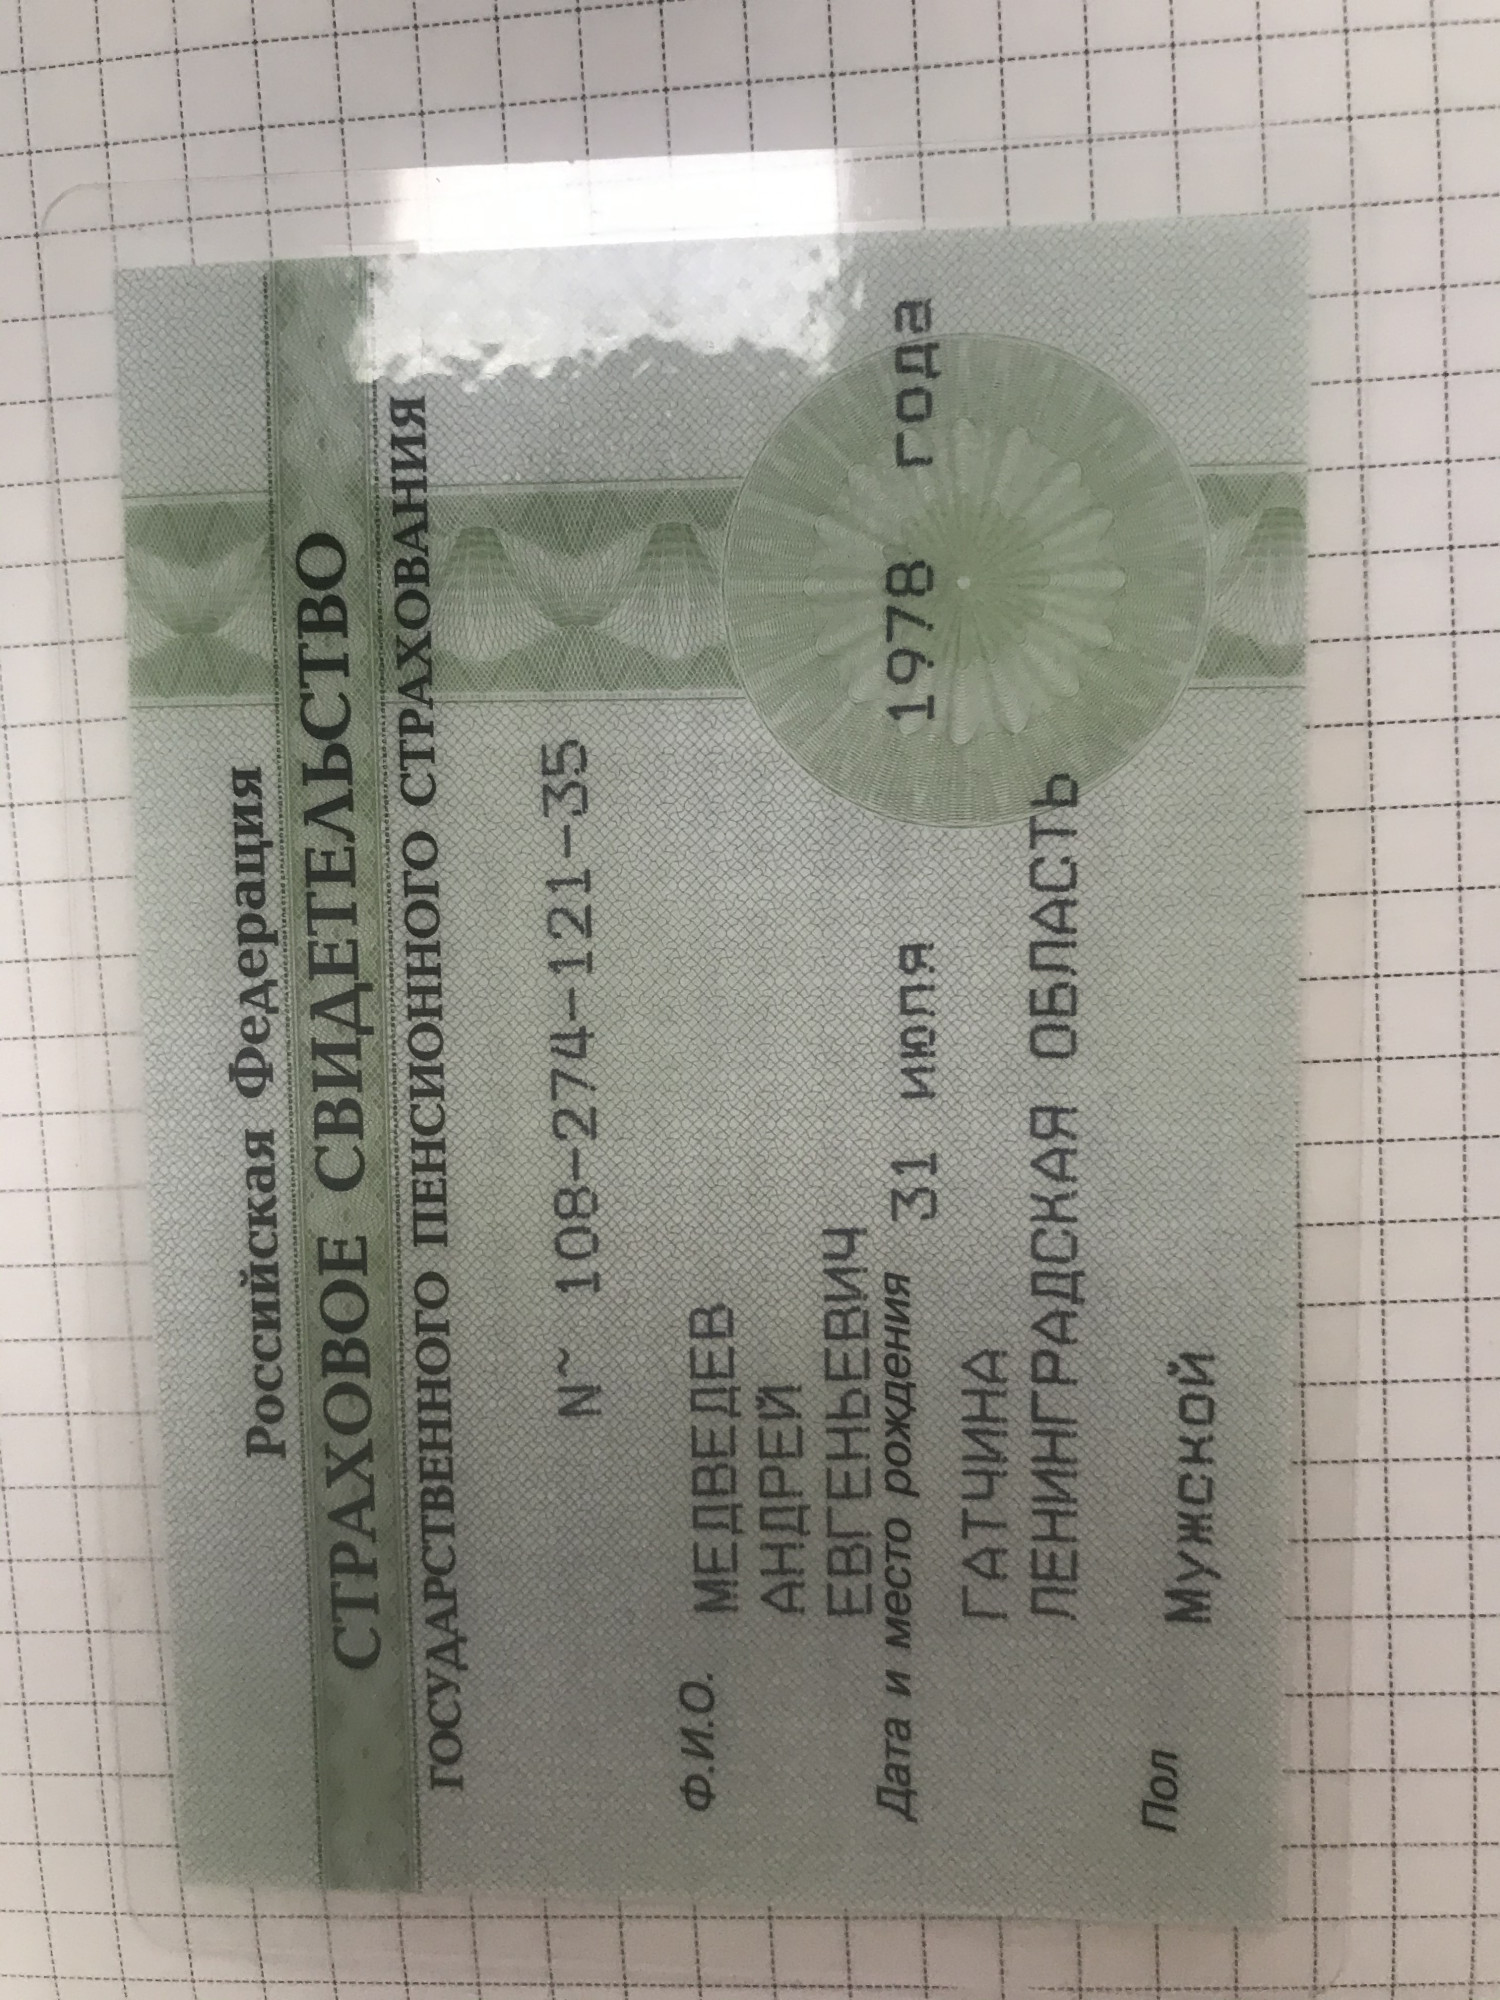 Российская Федерация
СТРАХОВОЕ СВИДЕТЕЛЬСТВО
ГОСУДАРСТВЕННОГО ПЕНСИОННОГО СТРАХОВАНИЯ
N~ 108-274-121-35
Ф.И.О. МЕДВЕДЕВ
АНДРЕЙ
ЕВГЕНЬЕВИЧ
Дата и место рождения 31 июля 1978 года
ГАТЧИНА
ЛЕНИНГРАДСКАЯ ОБЛАСТЬ
Пол Мужской